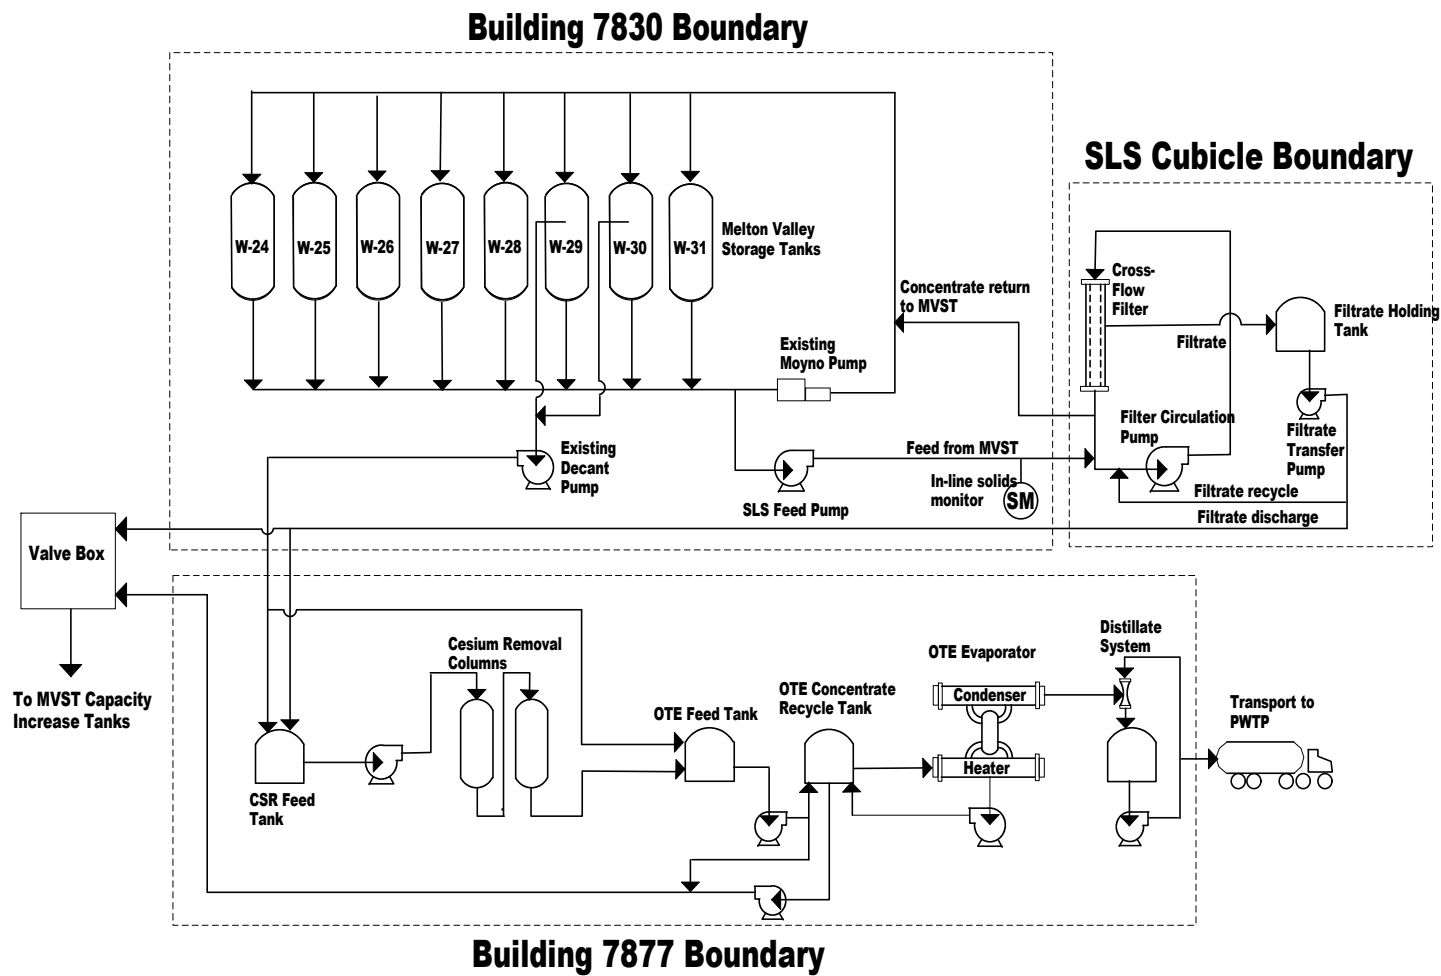 Building 7830 Boundary
SLS Cubicle Boundary
W-24
W-25
W-26
W-27
W-28
W-29
W-30
W-31
Melton Valley
Storage Tanks
Concentrate return
to MVST
Cross-
Flow
Filter
Filtrate
Filtrate Holding
Tank
Existing
Moyno Pump
Filter Circulation
Pump
Filtrate
Transfer
Pump
Existing
Decant
Pump
Feed from MVST
In-line solids
monitor
SM
SLS Feed Pump
Filtrate recycle
Filtrate discharge
Valve Box
To MVST Capacity
Increase Tanks
Cesium Removal
Columns
OTE Feed Tank
OTE Concentrate
Recycle Tank
OTE Evaporator
Condenser
Heater
Distillate
System
Transport to
PWTP
CSR Feed
Tank
Building 7877 Boundary